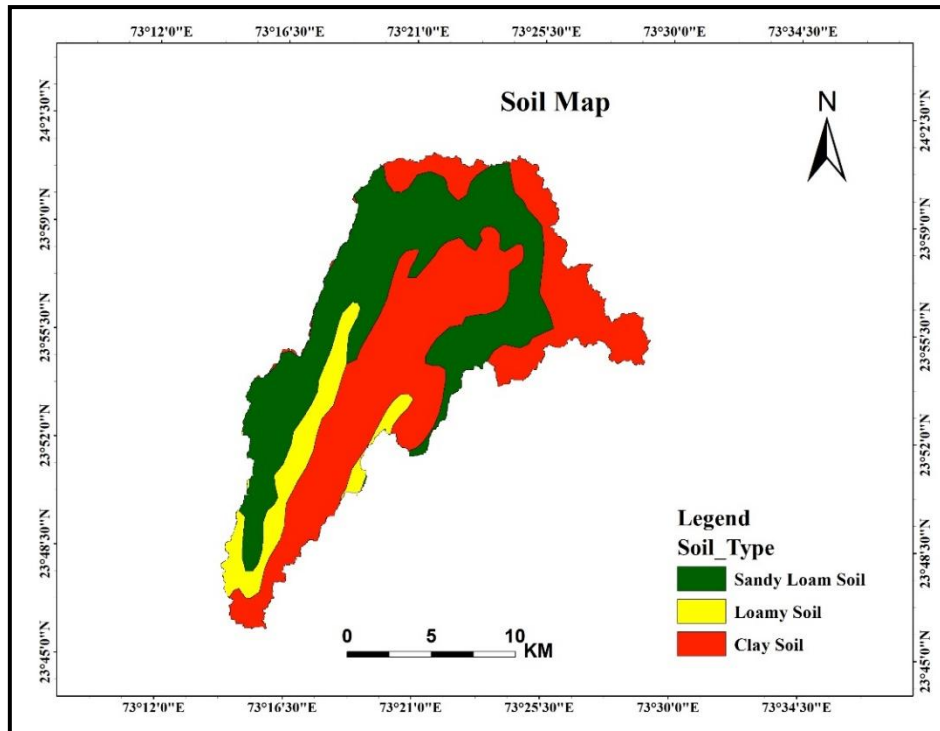 73°12'0"E 73°16'30"E 73°21'0"E 73°25'30"E 73°30'0"E 73°34'30"E
Soil Map
N
24°2'30"N
23°59'0"N
23°55'30"N
23°52'0"N
23°48'30"N
23°45'0"N
24°2'30"N
23°59'0"N
23°55'30"N
23°52'0"N
23°48'30"N
23°45'0"N
Legend
Soil_Type
Sandy Loam Soil
Loamy Soil
Clay Soil
0 5 10
KM
73°12'0"E 73°16'30"E 73°21'0"E 73°25'30"E 73°30'0"E 73°34'30"E